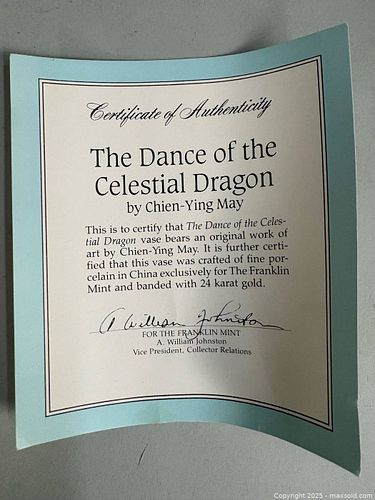 Certificate of Authenticity
The Dance of the
Celestial Dragon
by Chien-Ying May
This is to certify that The Dance of the Celes-
tial Dragon vase bears an original work of
art by Chien-Ying May. It is further certi-
fied that this vase was crafted of fine por-
celain in China exclusively for The Franklin
Mint and banded with 24 karat gold.
A William Johnston
FOR THE FRANKLIN MINT
A. William Johnston
Vice President, Collector Relations
Copyright 2025 - maxsold.com